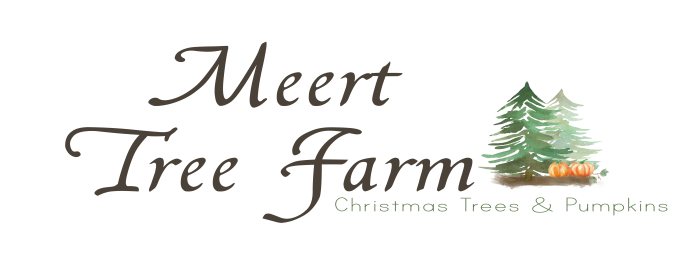 Meert
Tree Farm
Christmas Trees & Pumpkins